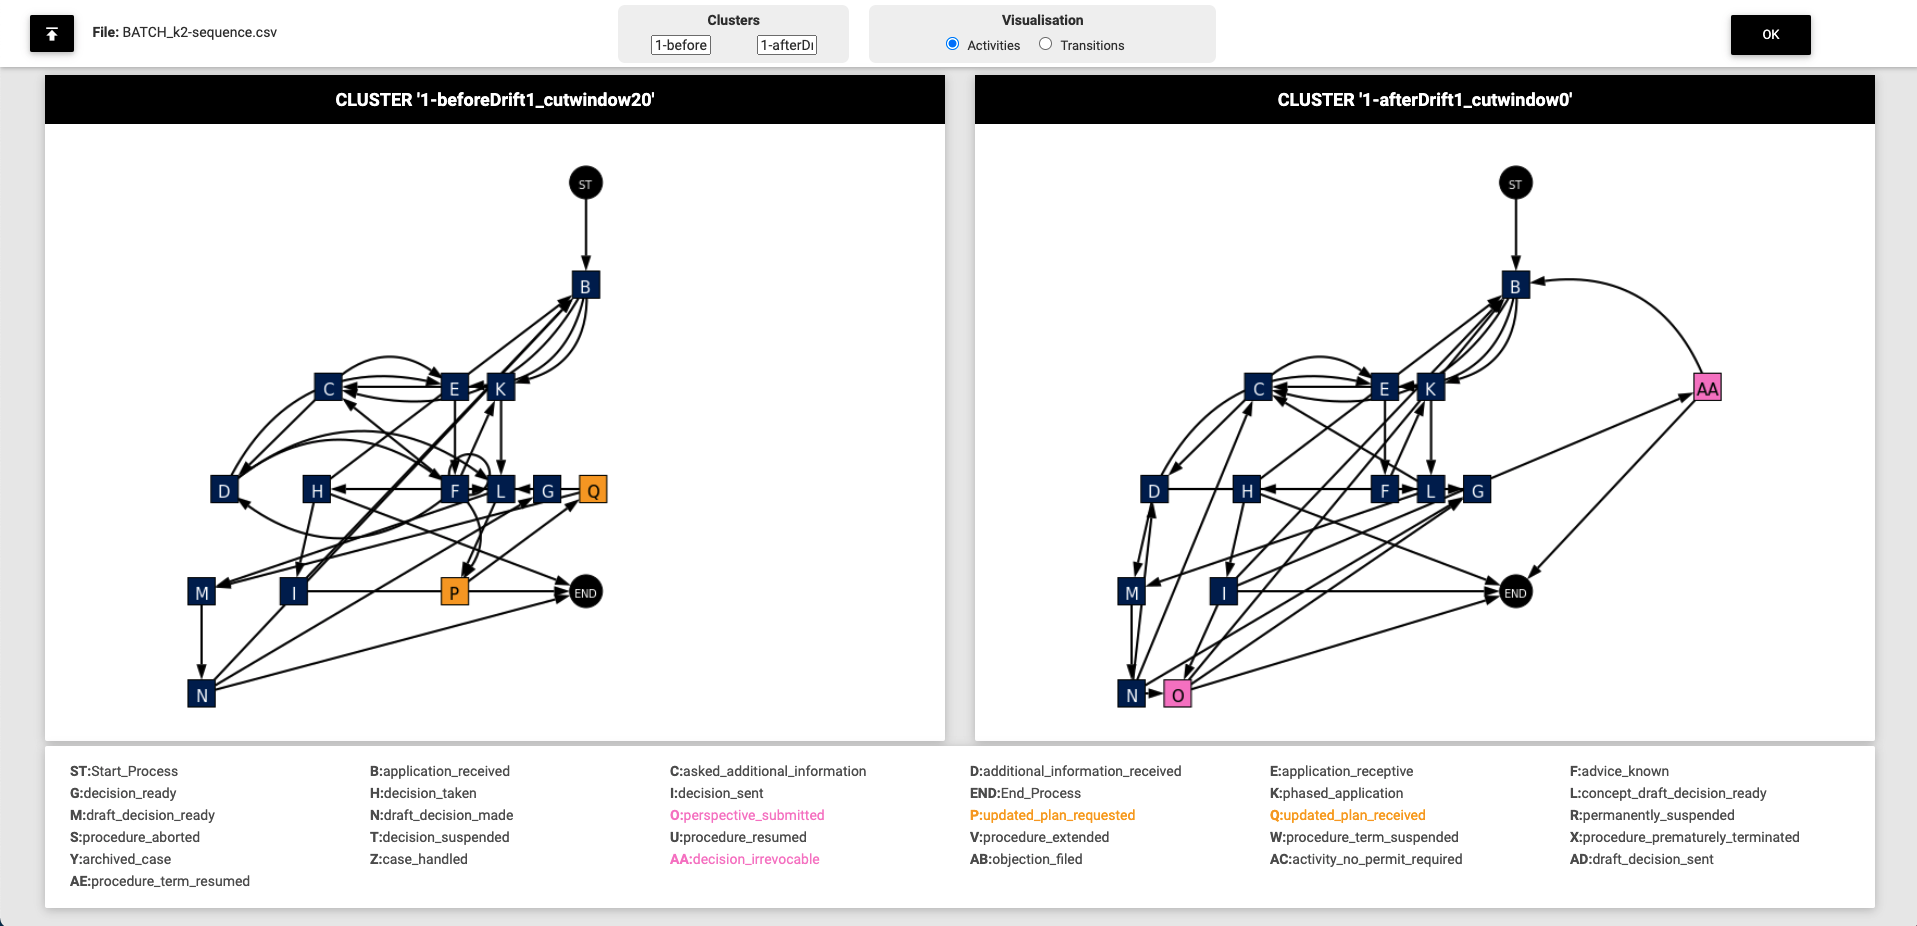 File: BATCH_k2-sequence.csv
Clusters
1-before
1-afterD
Visualisation
Activities
Transitions
OK
CLUSTER '1-beforeDrift1_cutwindow20'
CLUSTER '1-afterDrift1_cutwindow0'
ST
B
C
E
K
D
H
F
L
G
Q
M
I
P
END
N
ST
B
C
E
K
AA
D
H
F
L
G
M
I
END
N
O
ST:Start_Process
B:application_received
C:asked_additional_information
D:additional_information_received
E:application_receptive
F:advice_known
G:decision_ready
H:decision_taken
I:decision_sent
END:End_Process
K:phased_application
L:concept_draft_decision_ready
M:draft_decision_ready
N:draft_decision_made
O:perspective_submitted
P:updated_plan_requested
Q:updated_plan_received
R:permanently_suspended
S:procedure_aborted
T:decision_suspended
U:procedure_resumed
V:procedure_extended
W:procedure_term_suspended
X:procedure_prematurely_terminated
Y:archived_case
Z:case_handled
AA:decision_irrevocable
AB:objection_filed
AC:activity_no_permit_required
AD:draft_decision_sent
AE:procedure_term_resumed